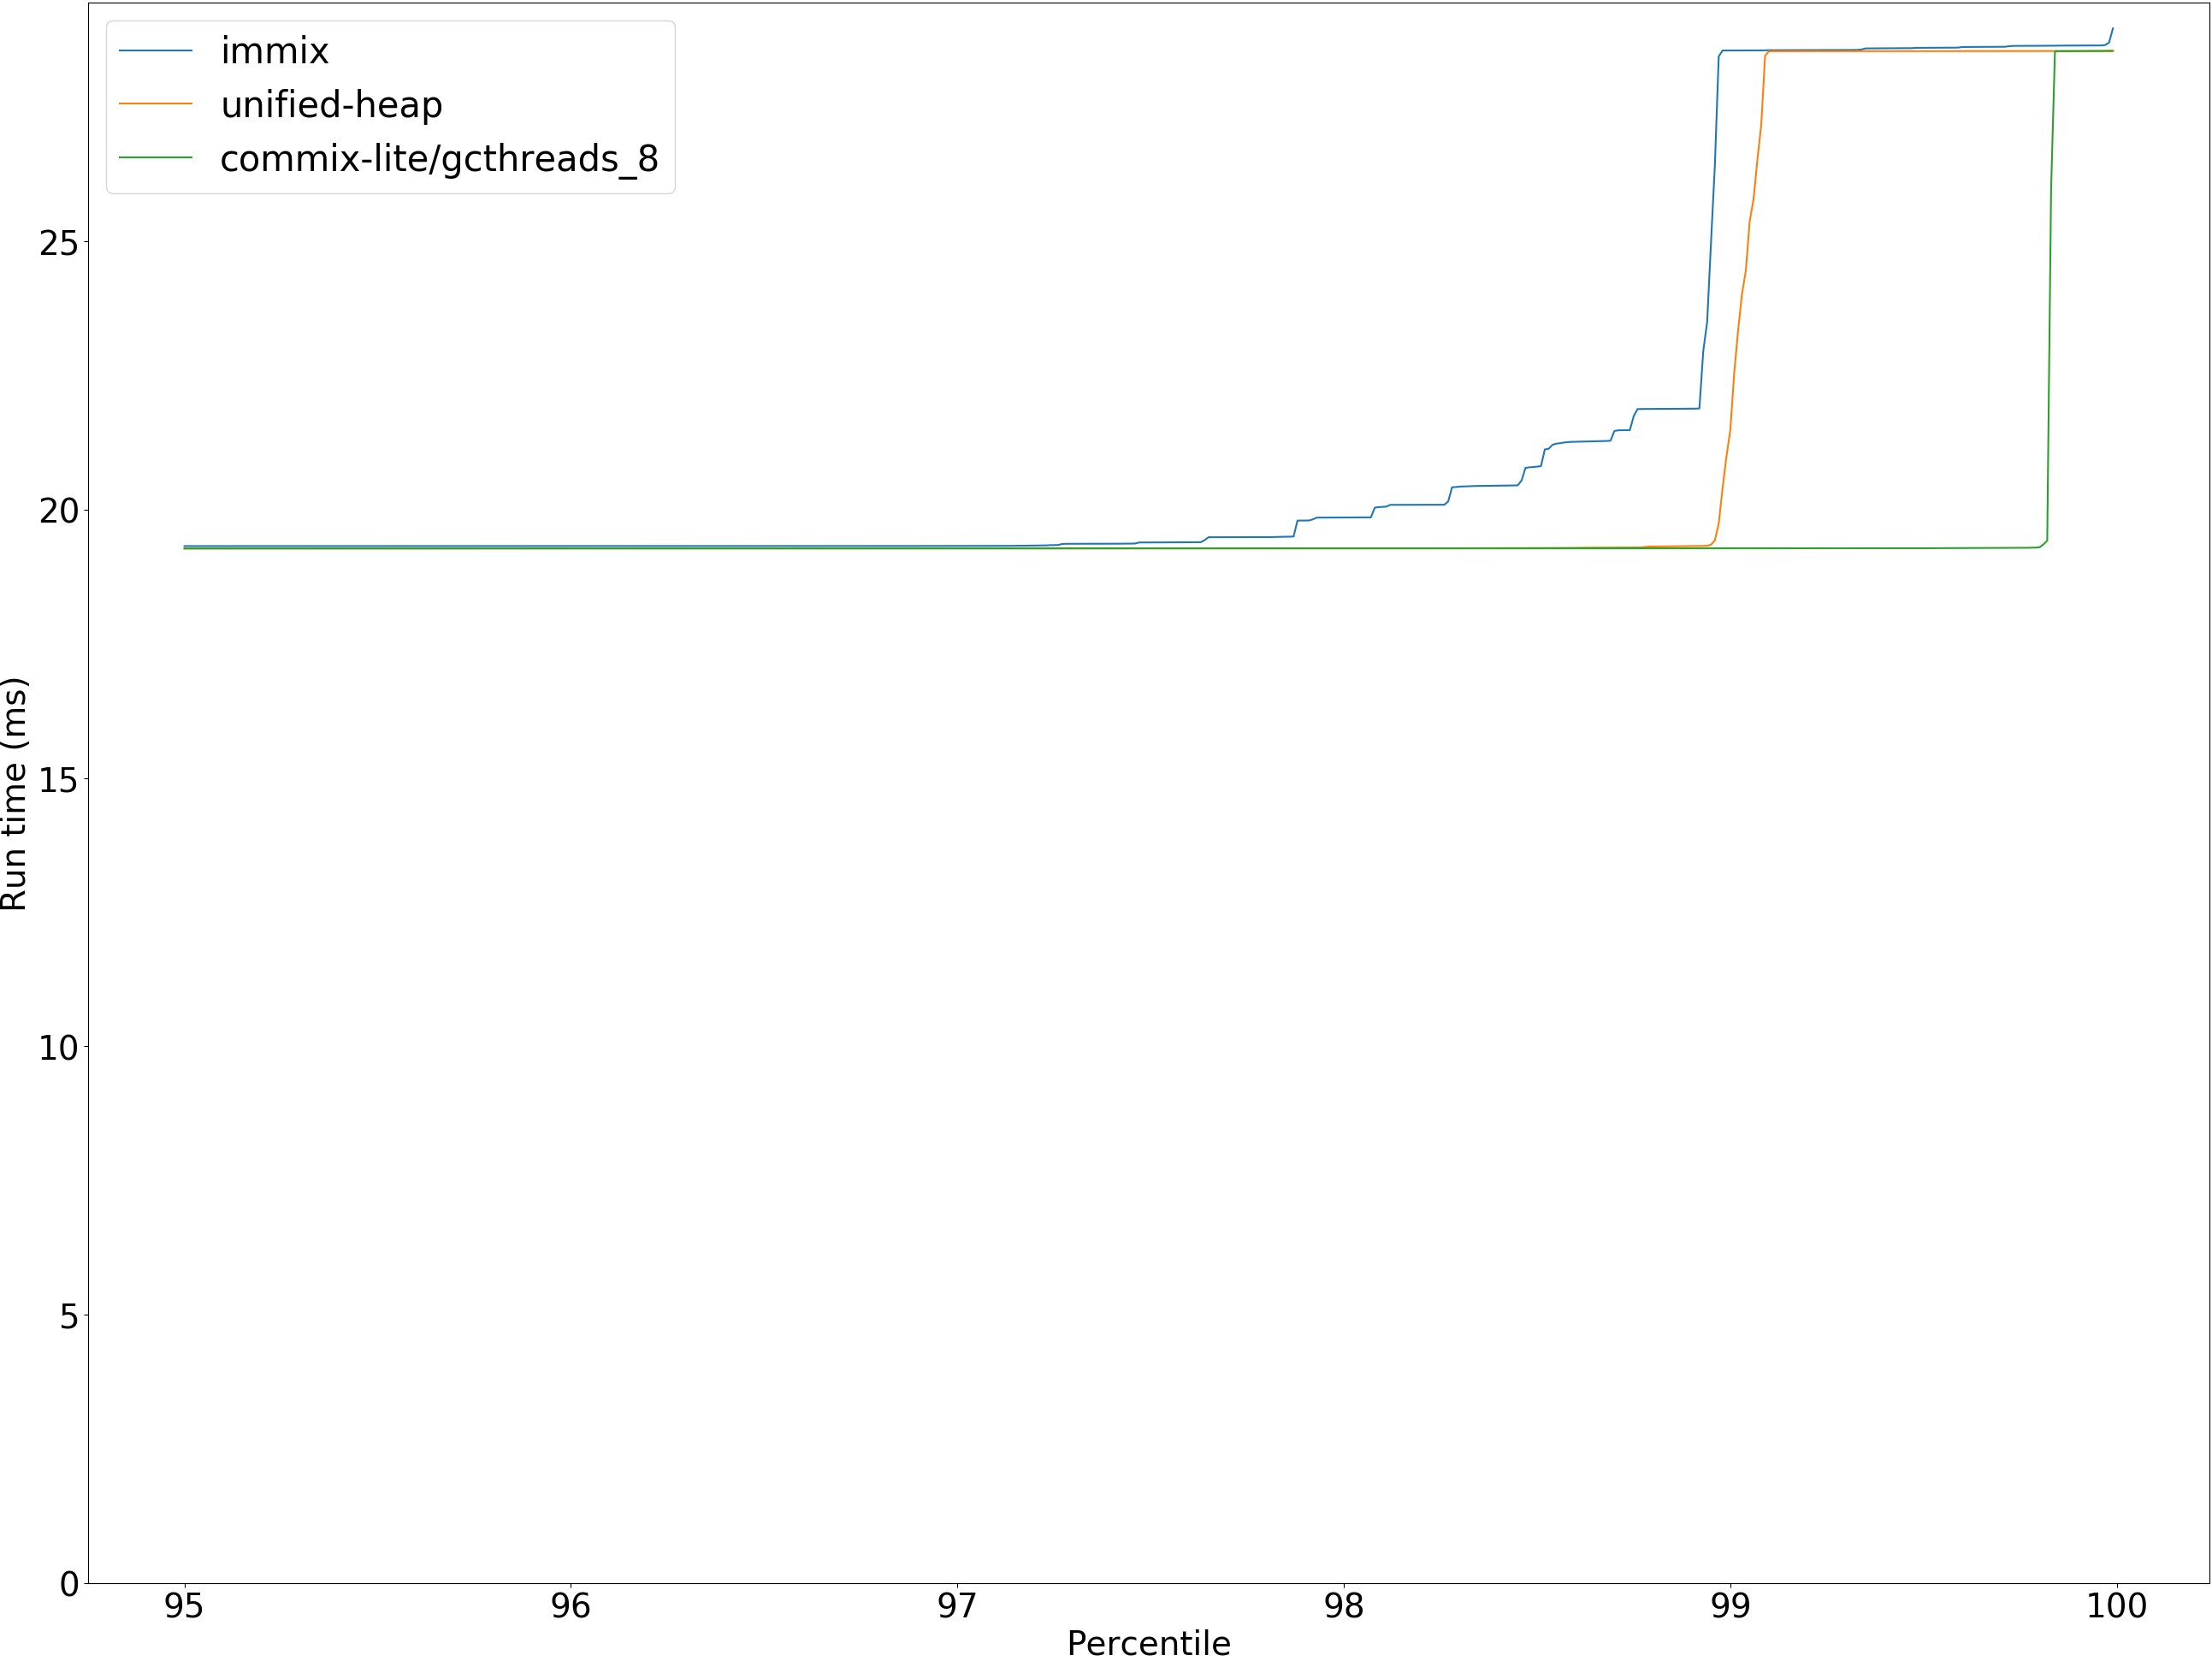 immix
unified-heap
commix-lite/gcthreads_8
25
20
15
10
5
0
Run time (ms)
95 96 97 98 99 100
Percentile